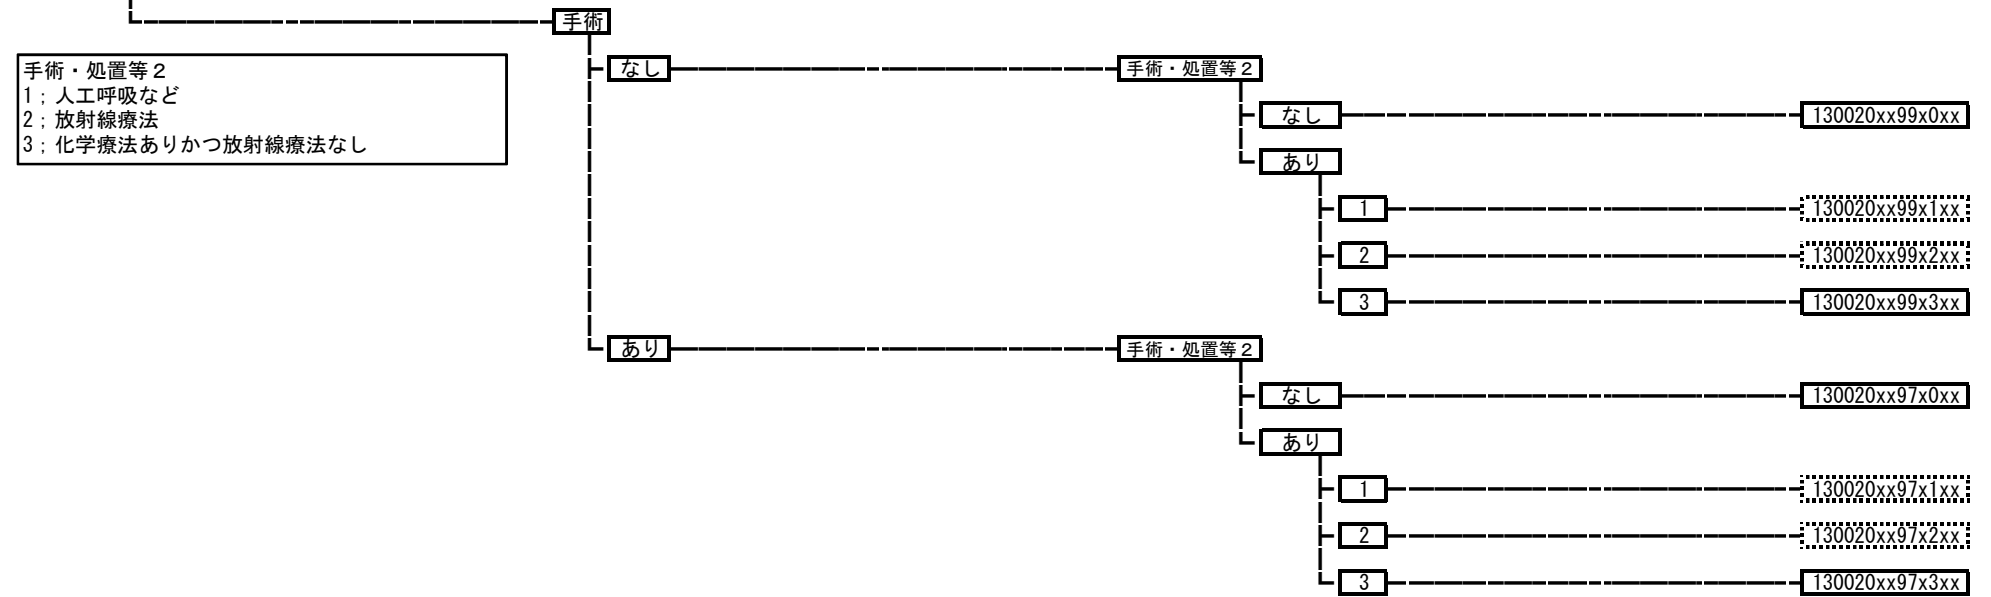 手術
手術・処置等２
1；人工呼吸など
2；放射線療法
3；化学療法ありかつ放射線療法なし
なし
手術・処置等２
なし
130020xx99x0xx
あり
1
130020xx99x1xx
2
130020xx99x2xx
3
130020xx99x3xx
あり
手術・処置等２
なし
130020xx97x0xx
あり
1
130020xx97x1xx
2
130020xx97x2xx
3
130020xx97x3xx